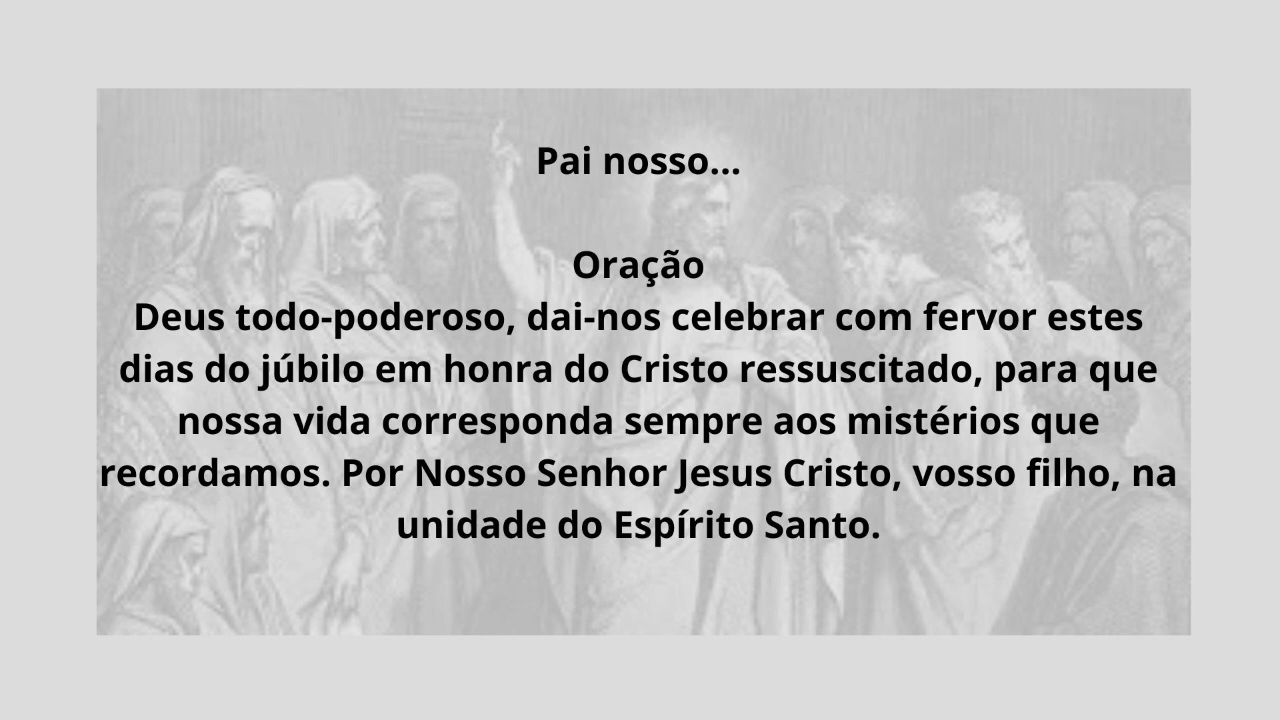 Pai nosso...
Oração
Deus todo-poderoso, dai-nos celebrar com fervor estes
dias do júbilo em honra do Cristo ressuscitado, para que
nossa vida corresponda sempre aos mistérios que
recordamos. Por Nosso Senhor Jesus Cristo, vosso filho, na
unidade do Espírito Santo.